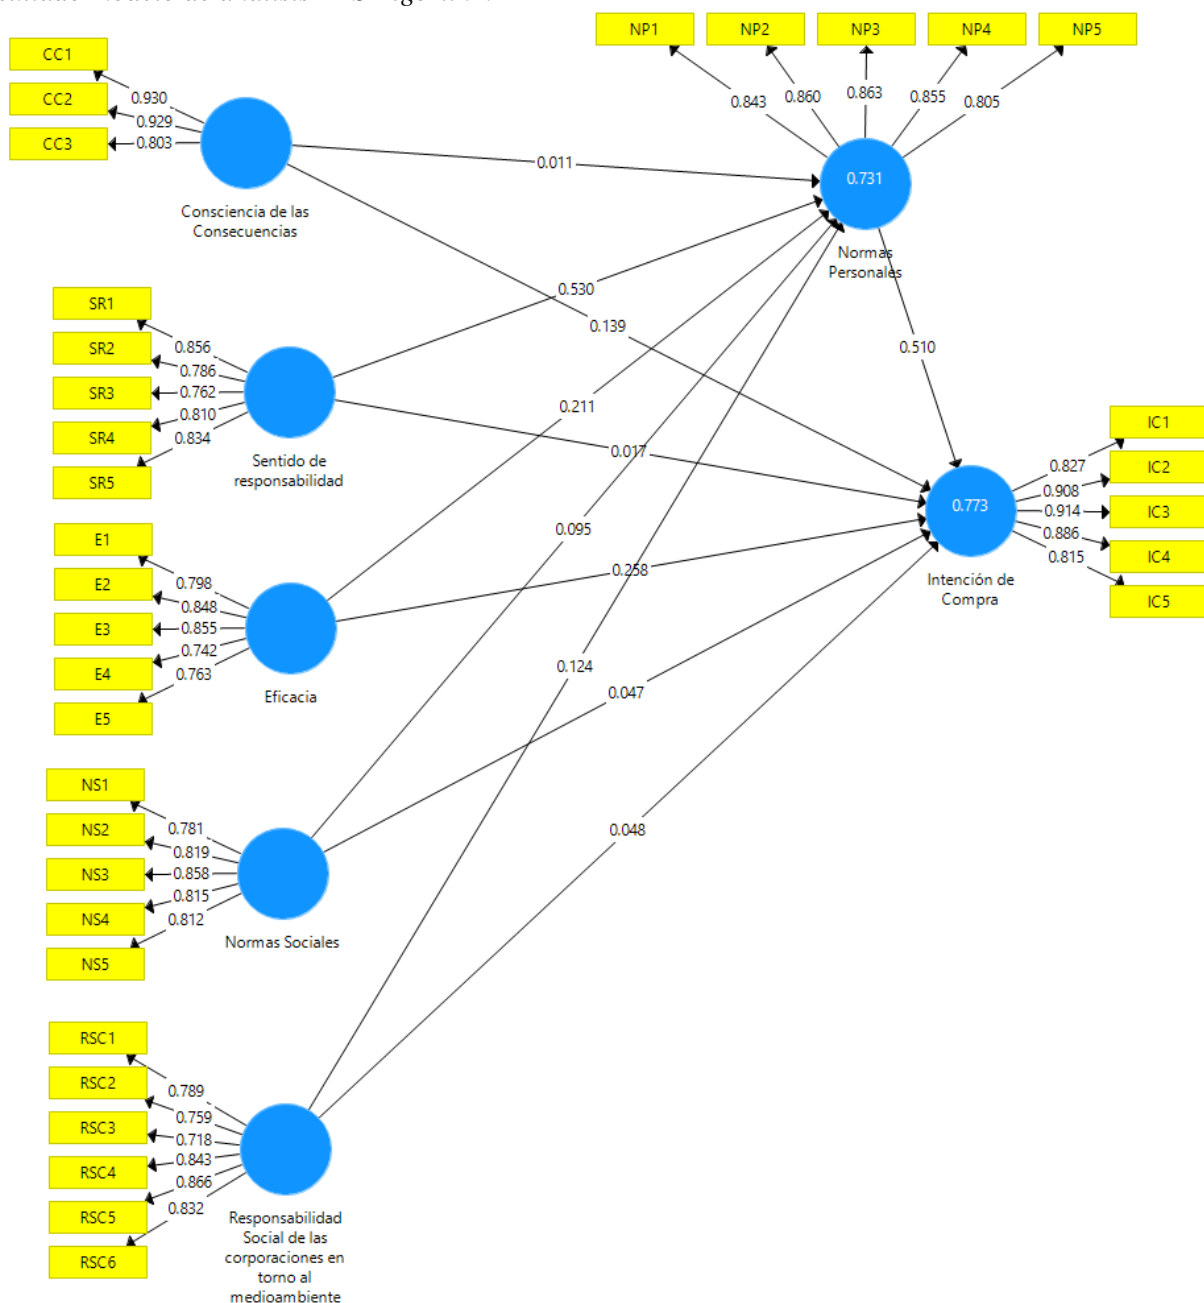 NP1
NP2
NP3
NP4
NP5
0.843
0.860
0.863
0.855
0.805
CC1
CC2
CC3
0.930
0.929
0.803
Consciencia de las
Consecuencias
0.011
0.731
Normas
Personales
0.530
0.139
0.510
SR1
SR2
SR3
SR4
SR5
0.856
0.786
0.762
0.810
0.834
Sentido de
responsabilidad
0.211
0.017
IC1
IC2
IC3
IC4
IC5
0.827
0.908
0.914
0.886
0.815
0.773
Intención de
Compra
E1
E2
E3
E4
E5
0.798
0.848
0.855
0.742
0.763
Eficacia
0.095
0.258
0.124
0.047
NS1
NS2
NS3
NS4
NS5
0.781
0.819
0.858
0.815
0.812
Normas Sociales
0.048
RSC1
RSC2
RSC3
RSC4
RSC5
RSC6
0.789
0.759
0.718
0.843
0.866
0.832
Responsabilidad
Social de las
corporaciones en
torno al
medioambiente